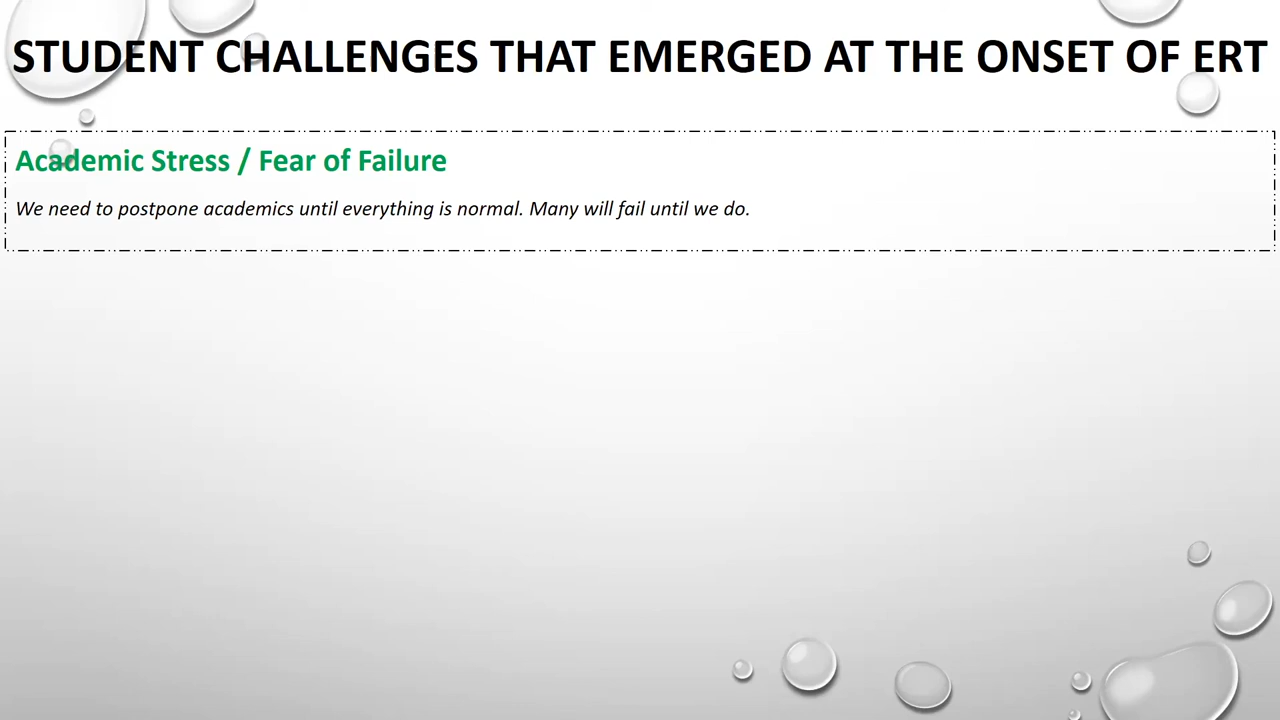 STUDENT CHALLENGES THAT EMERGED AT THE ONSET OF ERT
Academic Stress / Fear of Failure
We need to postpone academics until everything is normal. Many will fail until we do.